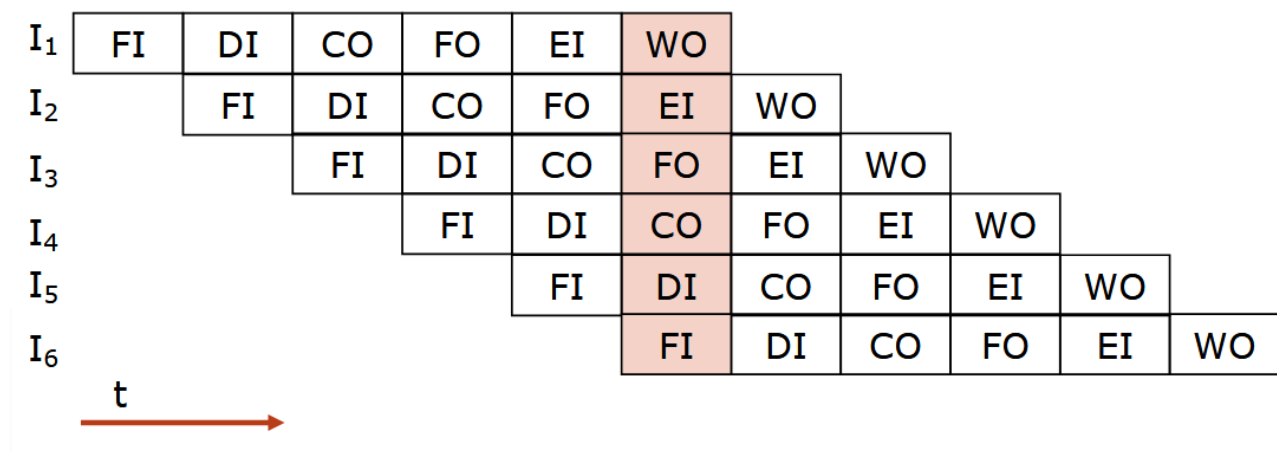 I₁ FI DI CO FO EI WO
I₂ FI DI CO FO EI WO
I₃ FI DI CO FO EI WO
I₄ FI DI CO FO EI WO
I₅ FI DI CO FO EI WO
I₆ FI DI CO FO EI WO
t